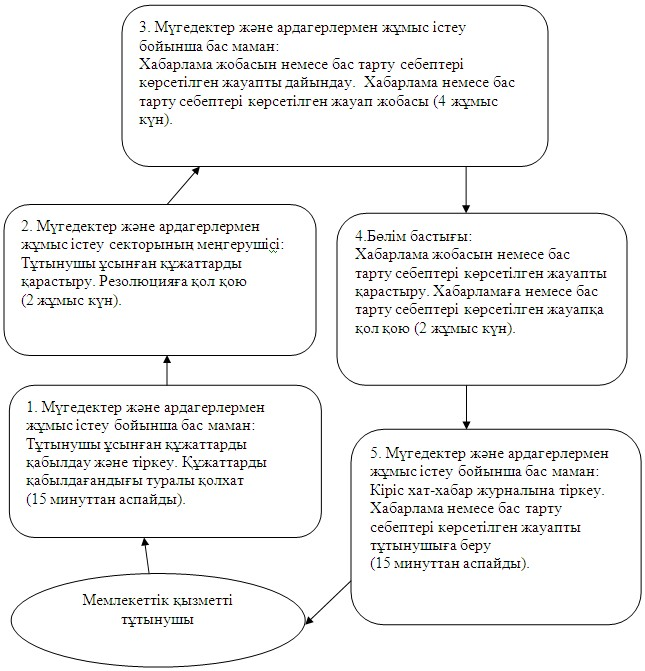 3. Мүгедектер және ардагерлермен жұмыс істеу
бойынша бас маман:
Хабарлама жобасын немесе бас тарту себептері
көрсетілген жауапты дайындау.  Хабарлама немесе бас
тарту себептері көрсетілген жауап жобасы (4 жұмыс
күн).
2. Мүгедектер және ардагерлермен
жұмыс істеу секторының меңгерушісі:
Тұтынушы ұсынған құжаттарды
қарастыру. Резолюцияға қол қою
(2 жұмыс күн).
4.Бөлім бастығы:
Хабарлама жобасын немесе бас
тарту себептері көрсетілген жауапты
қарастыру. Хабарламаға немесе бас
тарту себептері көрсетілген жауапқа
қол қою (2 жұмыс күн).
1. Мүгедектер және ардагерлермен
жұмыс істеу бойынша бас маман:
Тұтынушы ұсынған құжаттарды
қабылдау және тіркеу. Құжаттарды
қабылдағандығы туралы қолхат
(15 минуттан аспайды).
5. Мүгедектер және ардагерлермен
жұмыс істеу бойынша бас маман:
Кіріс хат-хабар журналына тіркеу.
Хабарлама немесе бас тарту
себептері көрсетілген жауапты
тұтынушыға беру
(15 минуттан аспайды).
Мемлекеттік қызметті
тұтынушы